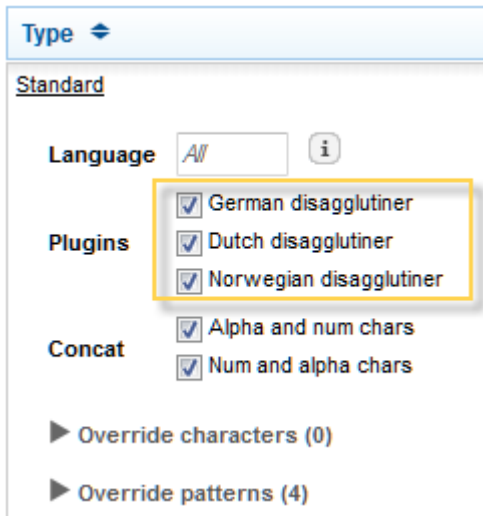 Type
Standard
Language All i
German disagglutiner
Plugins Dutch disagglutiner
Norwegian disagglutiner
Alpha and num chars
Concat
Num and alpha chars
Override characters (0)
Override patterns (4)